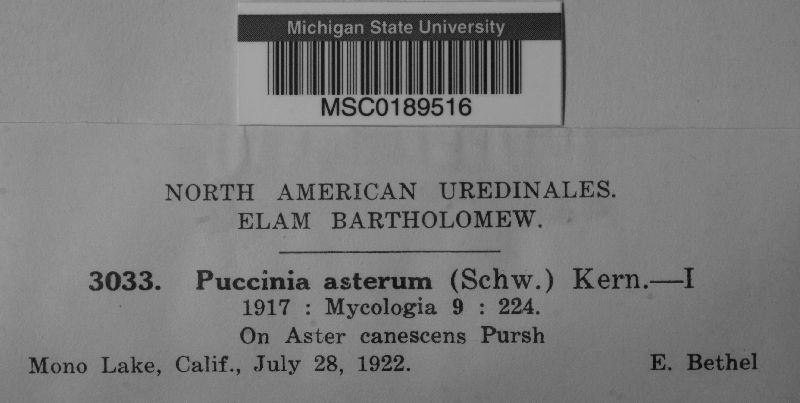 Michigan State University
MSC0189516
NORTH AMERICAN UREDINALES.
ELAM BARTHOLOMEW.
3033. Puccinia asterum (Schw.) Kern.—I
1917 : Mycologia 9 : 224.
On Aster canescens Pursh
Mono Lake, Calif., July 28, 1922. E. Bethel